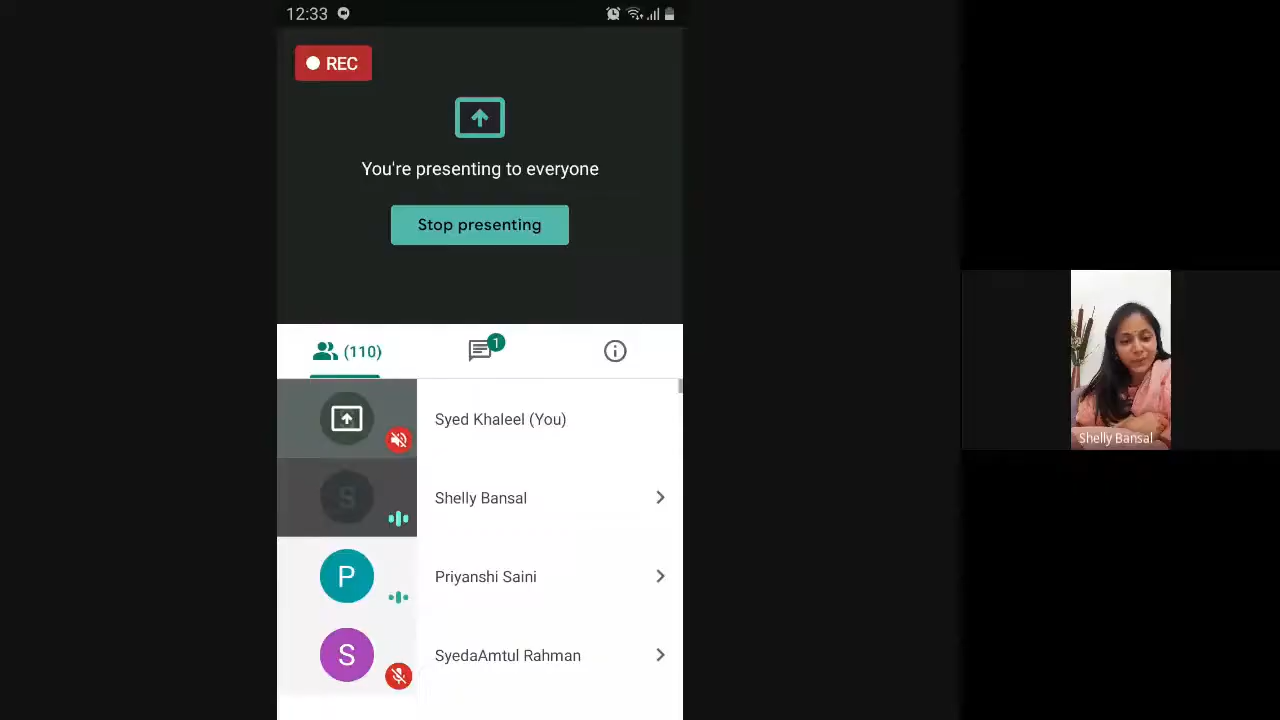 12:33
REC
You're presenting to everyone
Stop presenting
(110)
1
Syed Khaleel (You)
S
Shelly Bansal
P
Priyanshi Saini
S
SyedaAmtul Rahman
Shelly Bansal